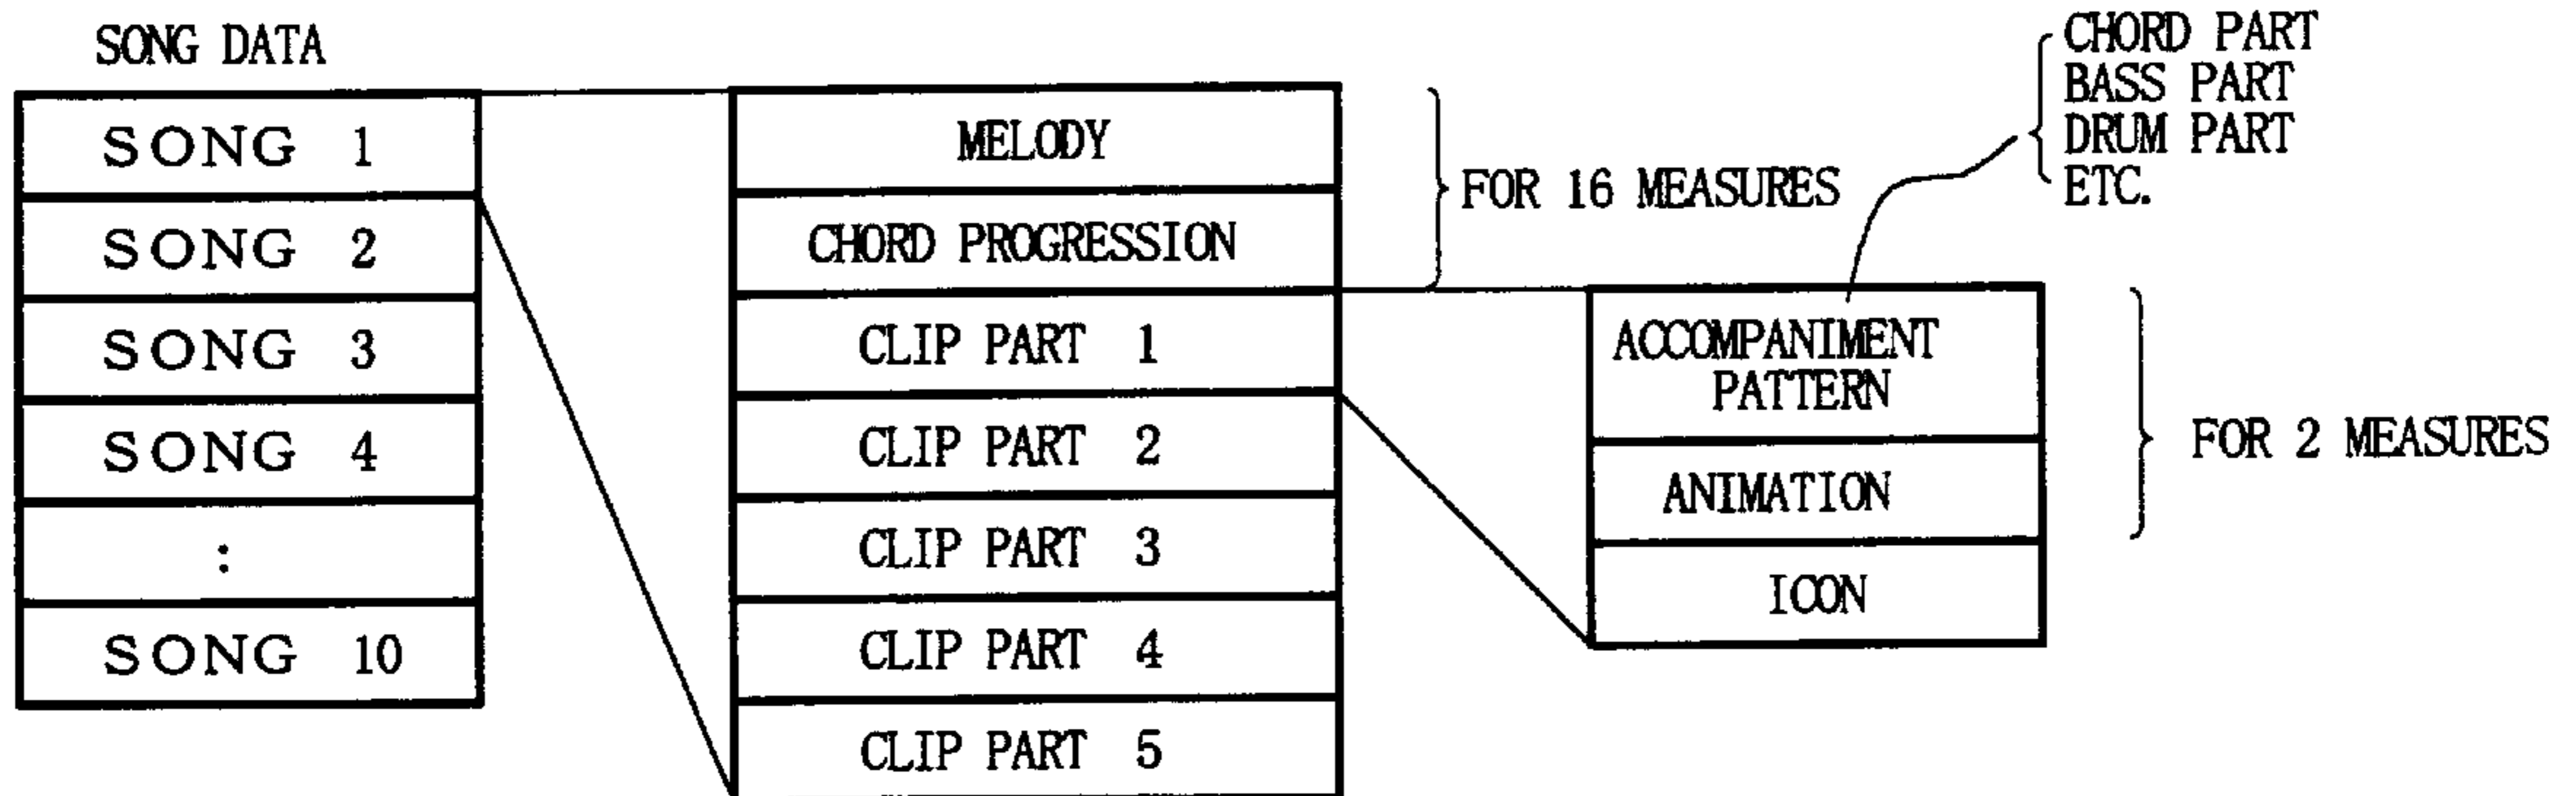 SONG DATA
SONG 1
SONG 2
SONG 3
SONG 4
:
SONG 10
MELODY
CHORD PROGRESSION
CLIP PART 1
CLIP PART 2
CLIP PART 3
CLIP PART 4
CLIP PART 5
FOR 16 MEASURES
CHORD PART
BASS PART
DRUM PART
ETC.
ACCOMPANIMENT
PATTERN
ANIMATION
ICON
FOR 2 MEASURES